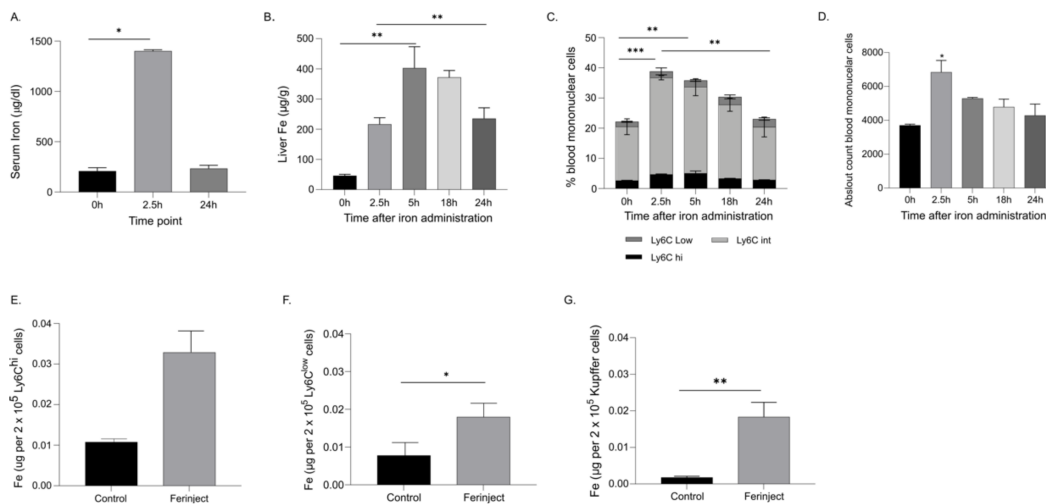 A.
Serum Iron (µg/dl)
1500
1000
500
0
*
0h 2.5h 24h
Time point
B.
Liver Fe (µg/g)
500
400
300
200
100
0
**
**
0h 2.5h 5h 18h 24h
Time after iron administration
C.
% blood mononuclear cells
50
40
30
20
10
0
**
***
**
0h 2.5h 5h 18h 24h
Time after iron administration
Ly6C Low Ly6C int
Ly6C hi
D.
Abslout count blood mononucelar cells
8000
6000
4000
2000
0
*
0h 2.5h 5h 18h 24h
Time after iron administration
E.
Fe (µg per 2 x 10⁵ Ly6Cʰⁱ cells)
0.04
0.03
0.02
0.01
0.00
Control Ferinject
F.
Fe (µg per 2 x 10⁵ Ly6Cˡᵒʷ cells)
0.04
0.03
0.02
0.01
0.00
*
Control Ferinject
G.
Fe (µg per 2 x 10⁵ Kupffer cells)
0.04
0.03
0.02
0.01
0.00
**
Control Ferinject